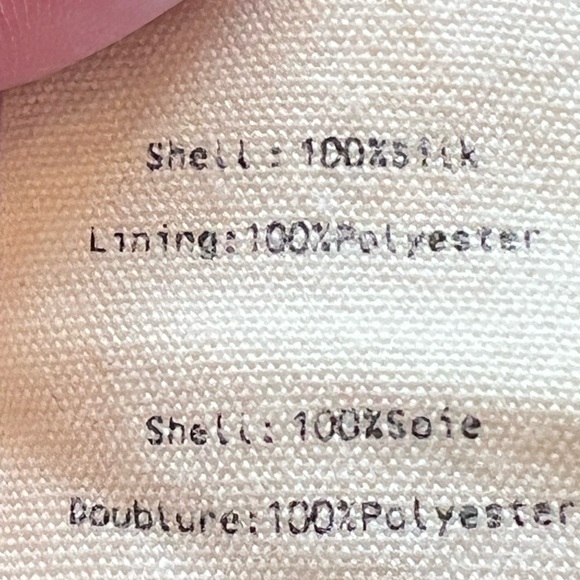 Shell: 100%Silk
Lining:100%Polyester
Shell: 100%Soie
Doublure:100%Polyester